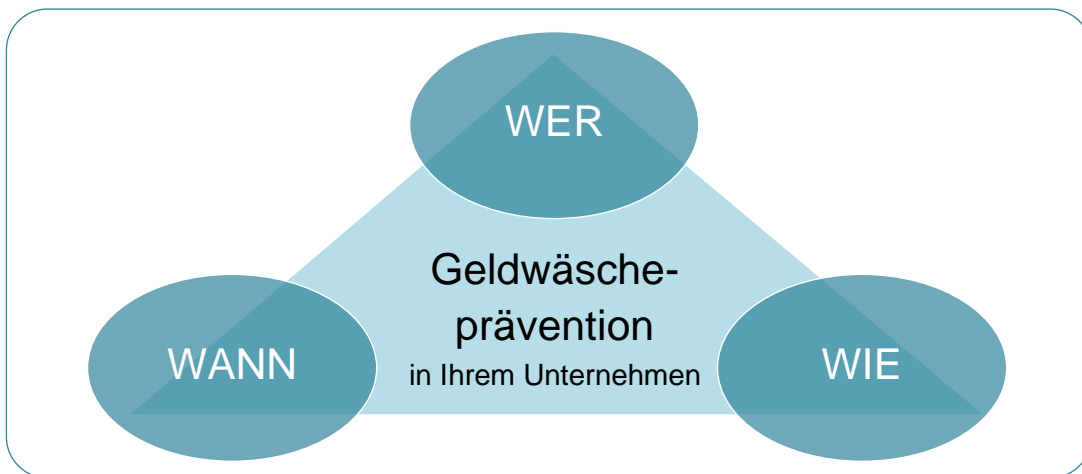 WER
Geldwäsche-
prävention
in Ihrem Unternehmen
WANN
WIE